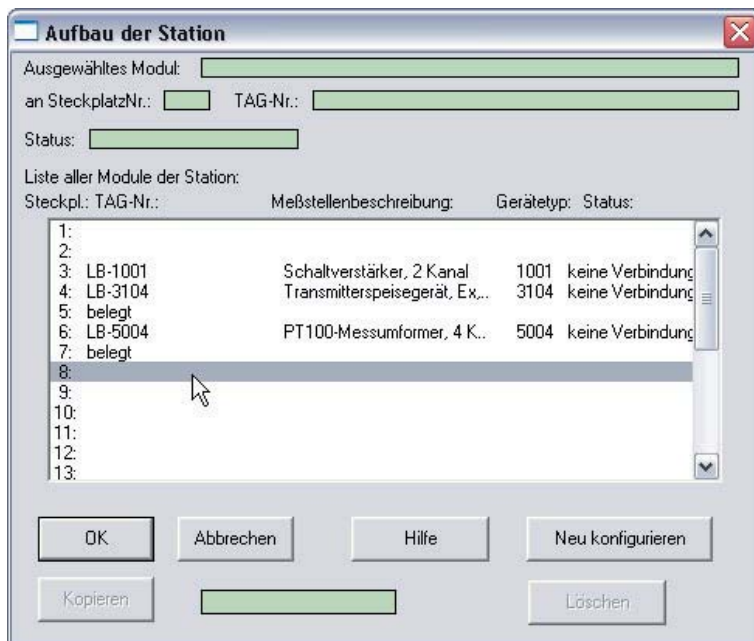 Aufbau der Station
Ausgewähltes Modul:
an SteckplatzNr.: TAG-Nr.:
Status:
Liste aller Module der Station:
Steckpl.: TAG-Nr.: Meßstellenbeschreibung: Gerätetyp: Status:
1:
2:
3: LB-1001 Schaltverstärker, 2 Kanal 1001 keine Verbindung
4: LB-3104 Transmitterspeisegerät, Ex,... 3104 keine Verbindung
5: belegt
6: LB-5004 PT100-Messumformer, 4 K... 5004 keine Verbindung
7: belegt
8:
9:
10:
11:
12:
13:
OK Abbrechen Hilfe Neu konfigurieren
Kopieren Löschen